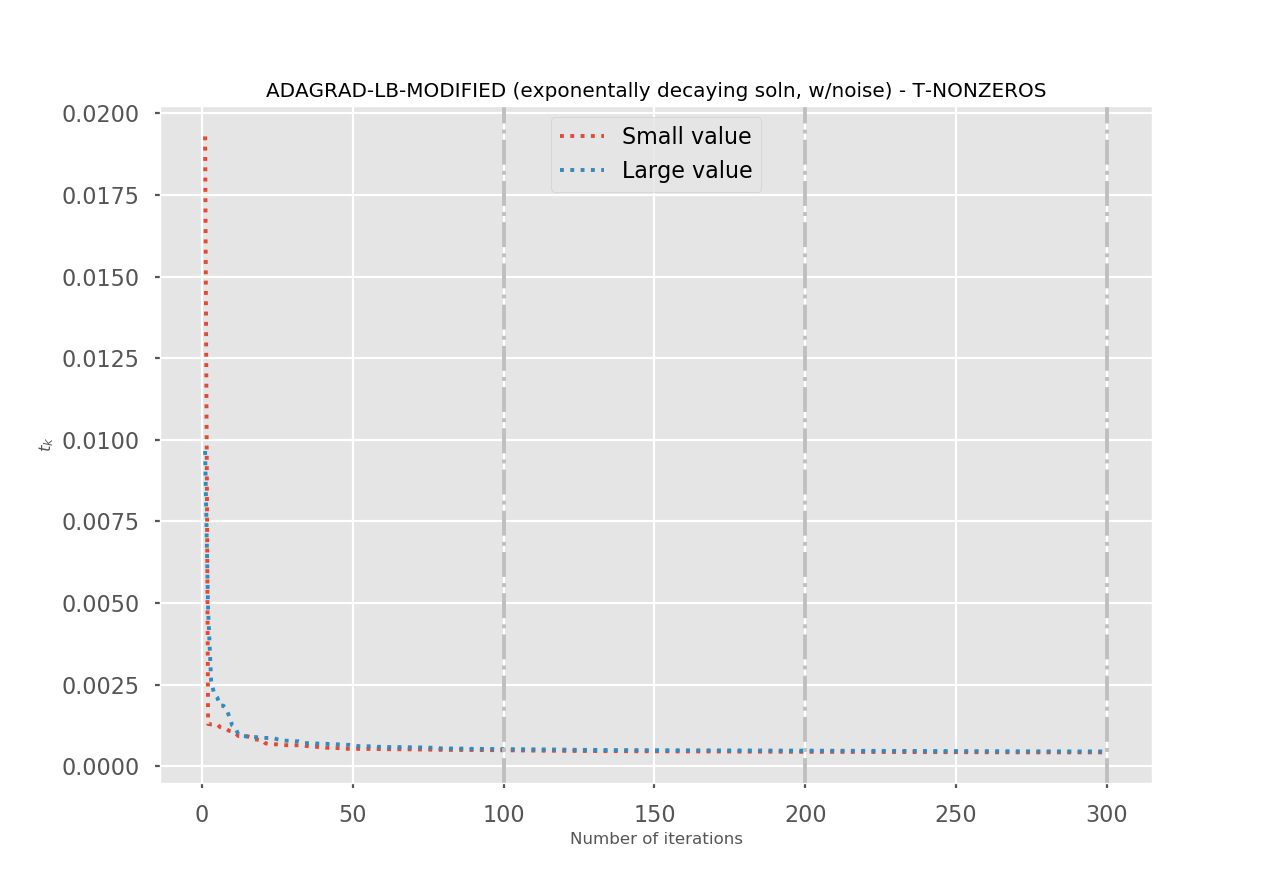 ADAGRAD-LB-MODIFIED (exponentially decaying soln, w/noise) - T-NONZEROS
0.0200
0.0175
0.0150
0.0125
0.0100
0.0075
0.0050
0.0025
0.0000
t_k
Small value
Large value
0 50 100 150 200 250 300
Number of iterations